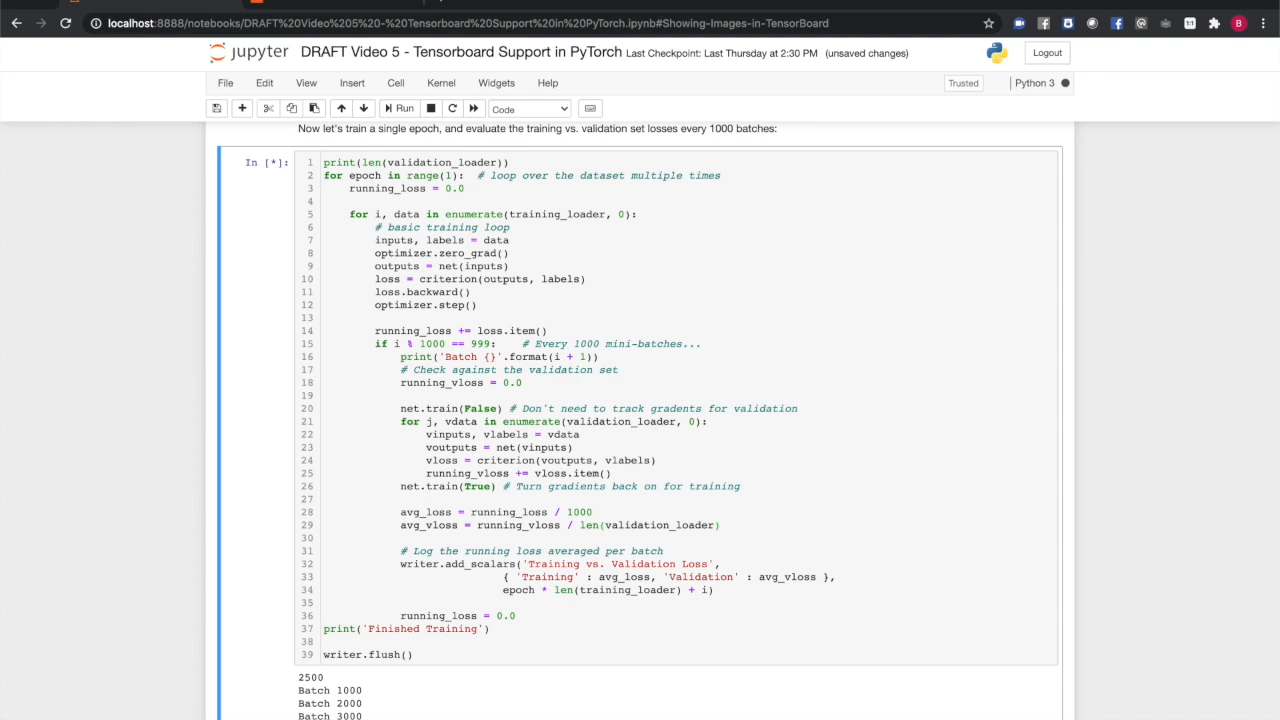 localhost:8888/notebooks/DRAFT%20Video%205%20-%20Tensorboard%20Support%20in%20PyTorch.ipynb#Showing-Images-in-TensorBoard
jupyter DRAFT Video 5 - Tensorboard Support in PyTorch Last Checkpoint: Last Thursday at 2:30 PM (unsaved changes) Logout
File Edit View Insert Cell Kernel Widgets Help Trusted Python 3
Run Code
Now let's train a single epoch, and evaluate the training vs. validation set losses every 1000 batches:
In [*]: 1 print(len(validation_loader))
2 for epoch in range(1):  # loop over the dataset multiple times
3     running_loss = 0.0
4
5     for i, data in enumerate(training_loader, 0):
6         # basic training loop
7         inputs, labels = data
8         optimizer.zero_grad()
9         outputs = net(inputs)
10         loss = criterion(outputs, labels)
11         loss.backward()
12         optimizer.step()
13
14         running_loss += loss.item()
15         if i % 1000 == 999:    # Every 1000 mini-batches...
16             print('Batch {}'.format(i + 1))
17             # Check against the validation set
18             running_vloss = 0.0
19
20             net.train(False) # Don't need to track gradents for validation
21             for j, vdata in enumerate(validation_loader, 0):
22                 vinputs, vlabels = vdata
23                 voutputs = net(vinputs)
24                 vloss = criterion(voutputs, vlabels)
25                 running_vloss += vloss.item()
26             net.train(True) # Turn gradients back on for training
27
28             avg_loss = running_loss / 1000
29             avg_vloss = running_vloss / len(validation_loader)
30
31             # Log the running loss averaged per batch
32             writer.add_scalars('Training vs. Validation Loss',
33                             { 'Training' : avg_loss, 'Validation' : avg_vloss },
34                             epoch * len(training_loader) + i)
35
36             running_loss = 0.0
37 print('Finished Training')
38
39 writer.flush()
2500
Batch 1000
Batch 2000
Batch 3000